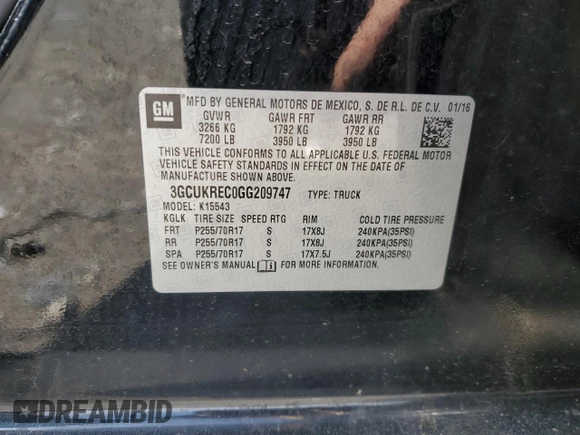 GM
MFD BY GENERAL MOTORS DE MEXICO, S. DE R.L. DE C.V. 01/16
GVWR GAWR FRT GAWR RR
3266 KG 1792 KG 1792 KG
7200 LB 3950 LB 3950 LB
THIS VEHICLE CONFORMS TO ALL APPLICABLE U.S. FEDERAL MOTOR
VEHICLE SAFETY STANDARDS IN EFFECT ON THE DATE OF
MANUFACTURE SHOWN ABOVE.
3GCUKREC0GG209747 TYPE: TRUCK
MODEL: K15543
KGLK TIRE SIZE SPEED RTG RIM COLD TIRE PRESSURE
FRT P255/70R17 S 17X8J 240KPA(35PSI)
RR P255/70R17 S 17X8J 240KPA(35PSI)
SPA P255/70R17 S 17X7.5J 240KPA(35PSI)
SEE OWNER'S MANUAL FOR MORE INFORMATION.
DREAMBID